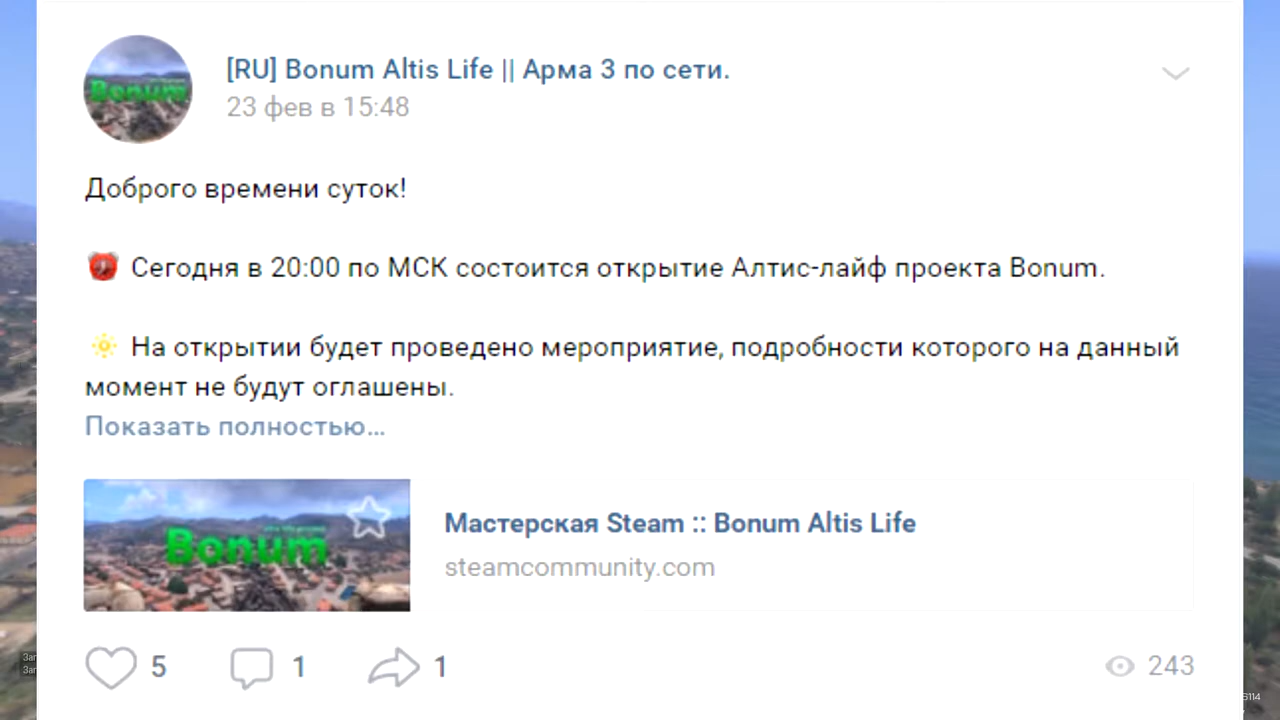 [RU] Bonum Altis Life || Арма 3 по сети.
23 фев в 15:48
Доброго времени суток!
Сегодня в 20:00 по МСК состоится открытие Алтис-лайф проекта Bonum.
На открытии будет проведено мероприятие, подробности которого на данный
момент не будут оглашены.
Показать полностью...
Bonum
Мастерская Steam :: Bonum Altis Life
steamcommunity.com
5 1 1 243